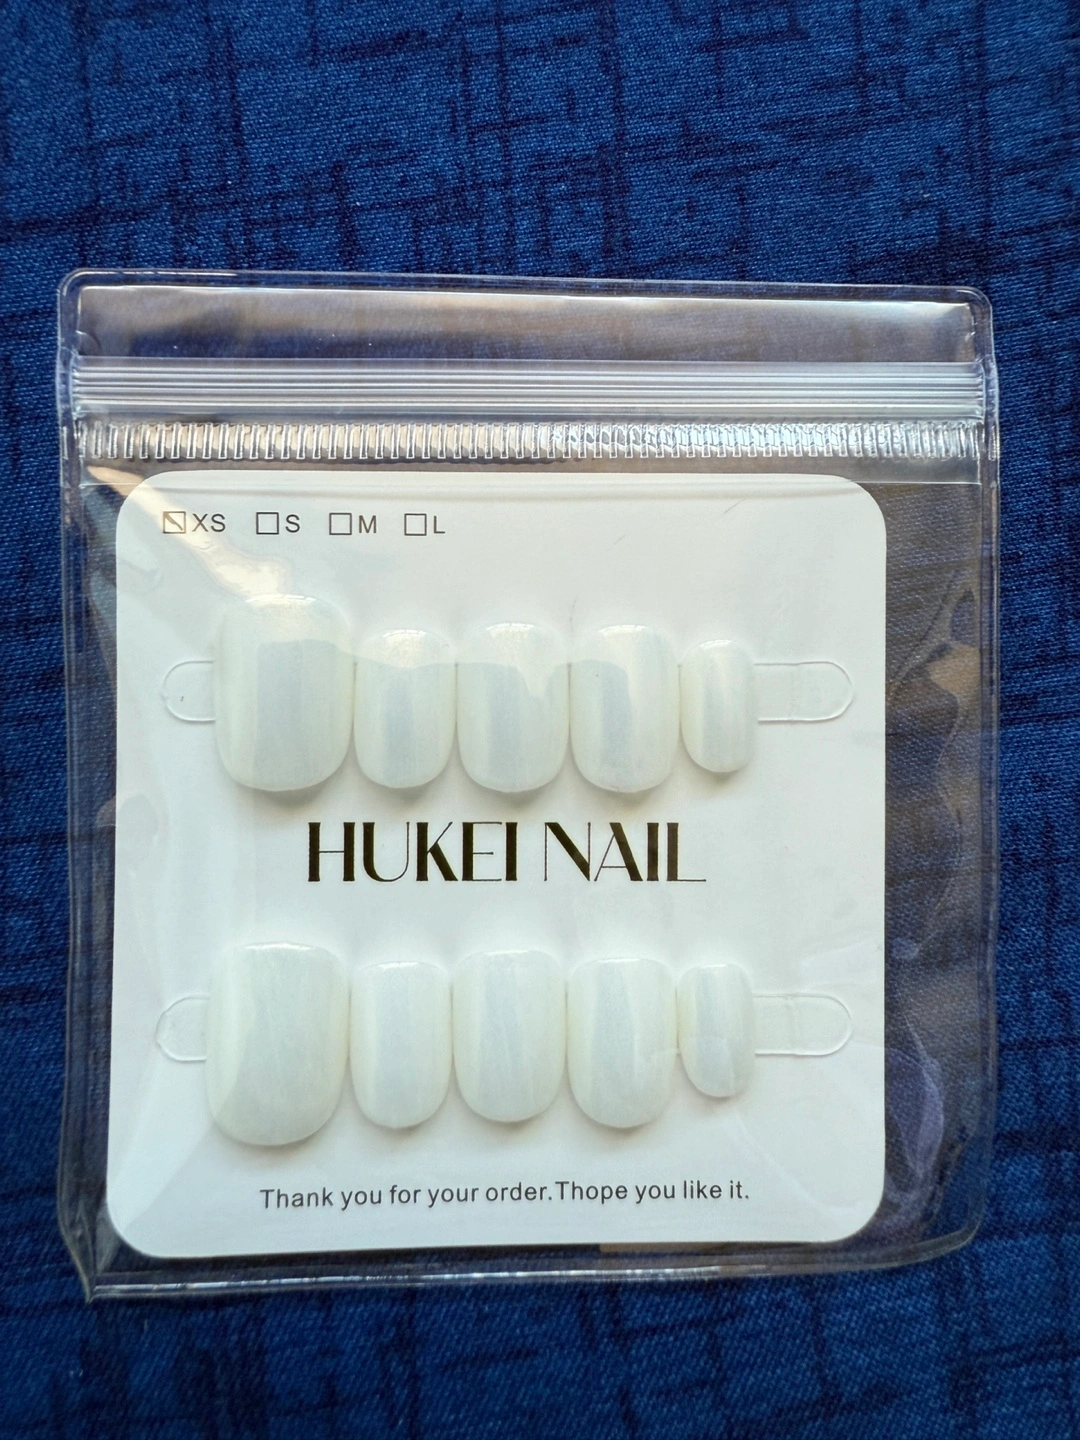 XS S M L
HUKEI NAIL
Thank you for your order.Thope you like it.